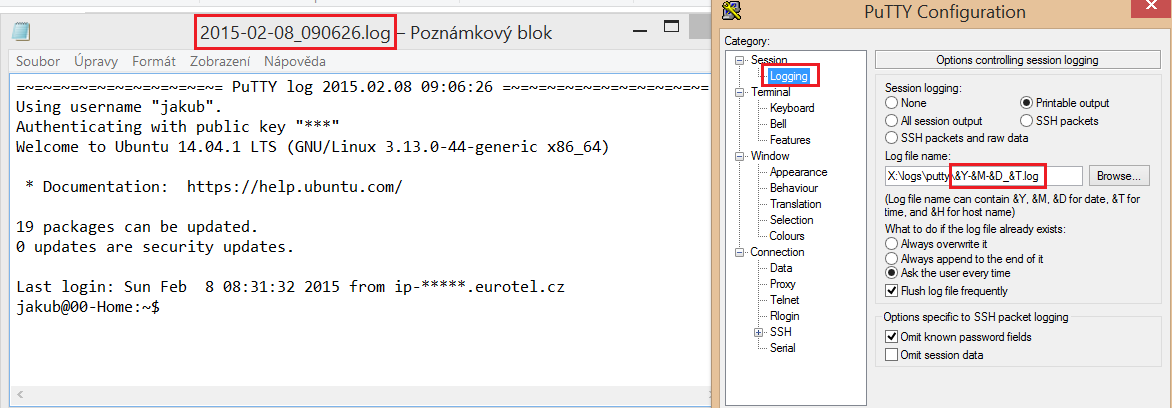 2015-02-08_090626.log – Poznámkový blok
Soubor Úpravy Formát Zobrazení Nápověda
=~=~=~=~=~=~=~=~=~=~=~= PuTTY log 2015.02.08 09:06:26 =~=~=~=~=~=~=~=~=~=~=~=
Using username "jakub".
Authenticating with public key "***"
Welcome to Ubuntu 14.04.1 LTS (GNU/Linux 3.13.0-44-generic x86_64)
* Documentation:  https://help.ubuntu.com/
19 packages can be updated.
0 updates are security updates.
Last login: Sun Feb  8 08:31:32 2015 from ip-*****.eurotel.cz
jakub@00-Home:~$
PuTTY Configuration
Category:
Session
Logging
Terminal
Keyboard
Bell
Features
Window
Appearance
Behaviour
Translation
Selection
Colours
Connection
Data
Proxy
Telnet
Rlogin
SSH
Serial
Options controlling session logging
Session logging:
None
Printable output
All session output
SSH packets
SSH packets and raw data
Log file name:
X:\logs\putty\&Y-&M-&D_&T.log
Browse...
(Log file name can contain &Y, &M, &D for date, &T for
time, and &H for host name)
What to do if the log file already exists:
Always overwrite it
Always append to the end of it
Ask the user every time
Flush log file frequently
Options specific to SSH packet logging
Omit known password fields
Omit session data